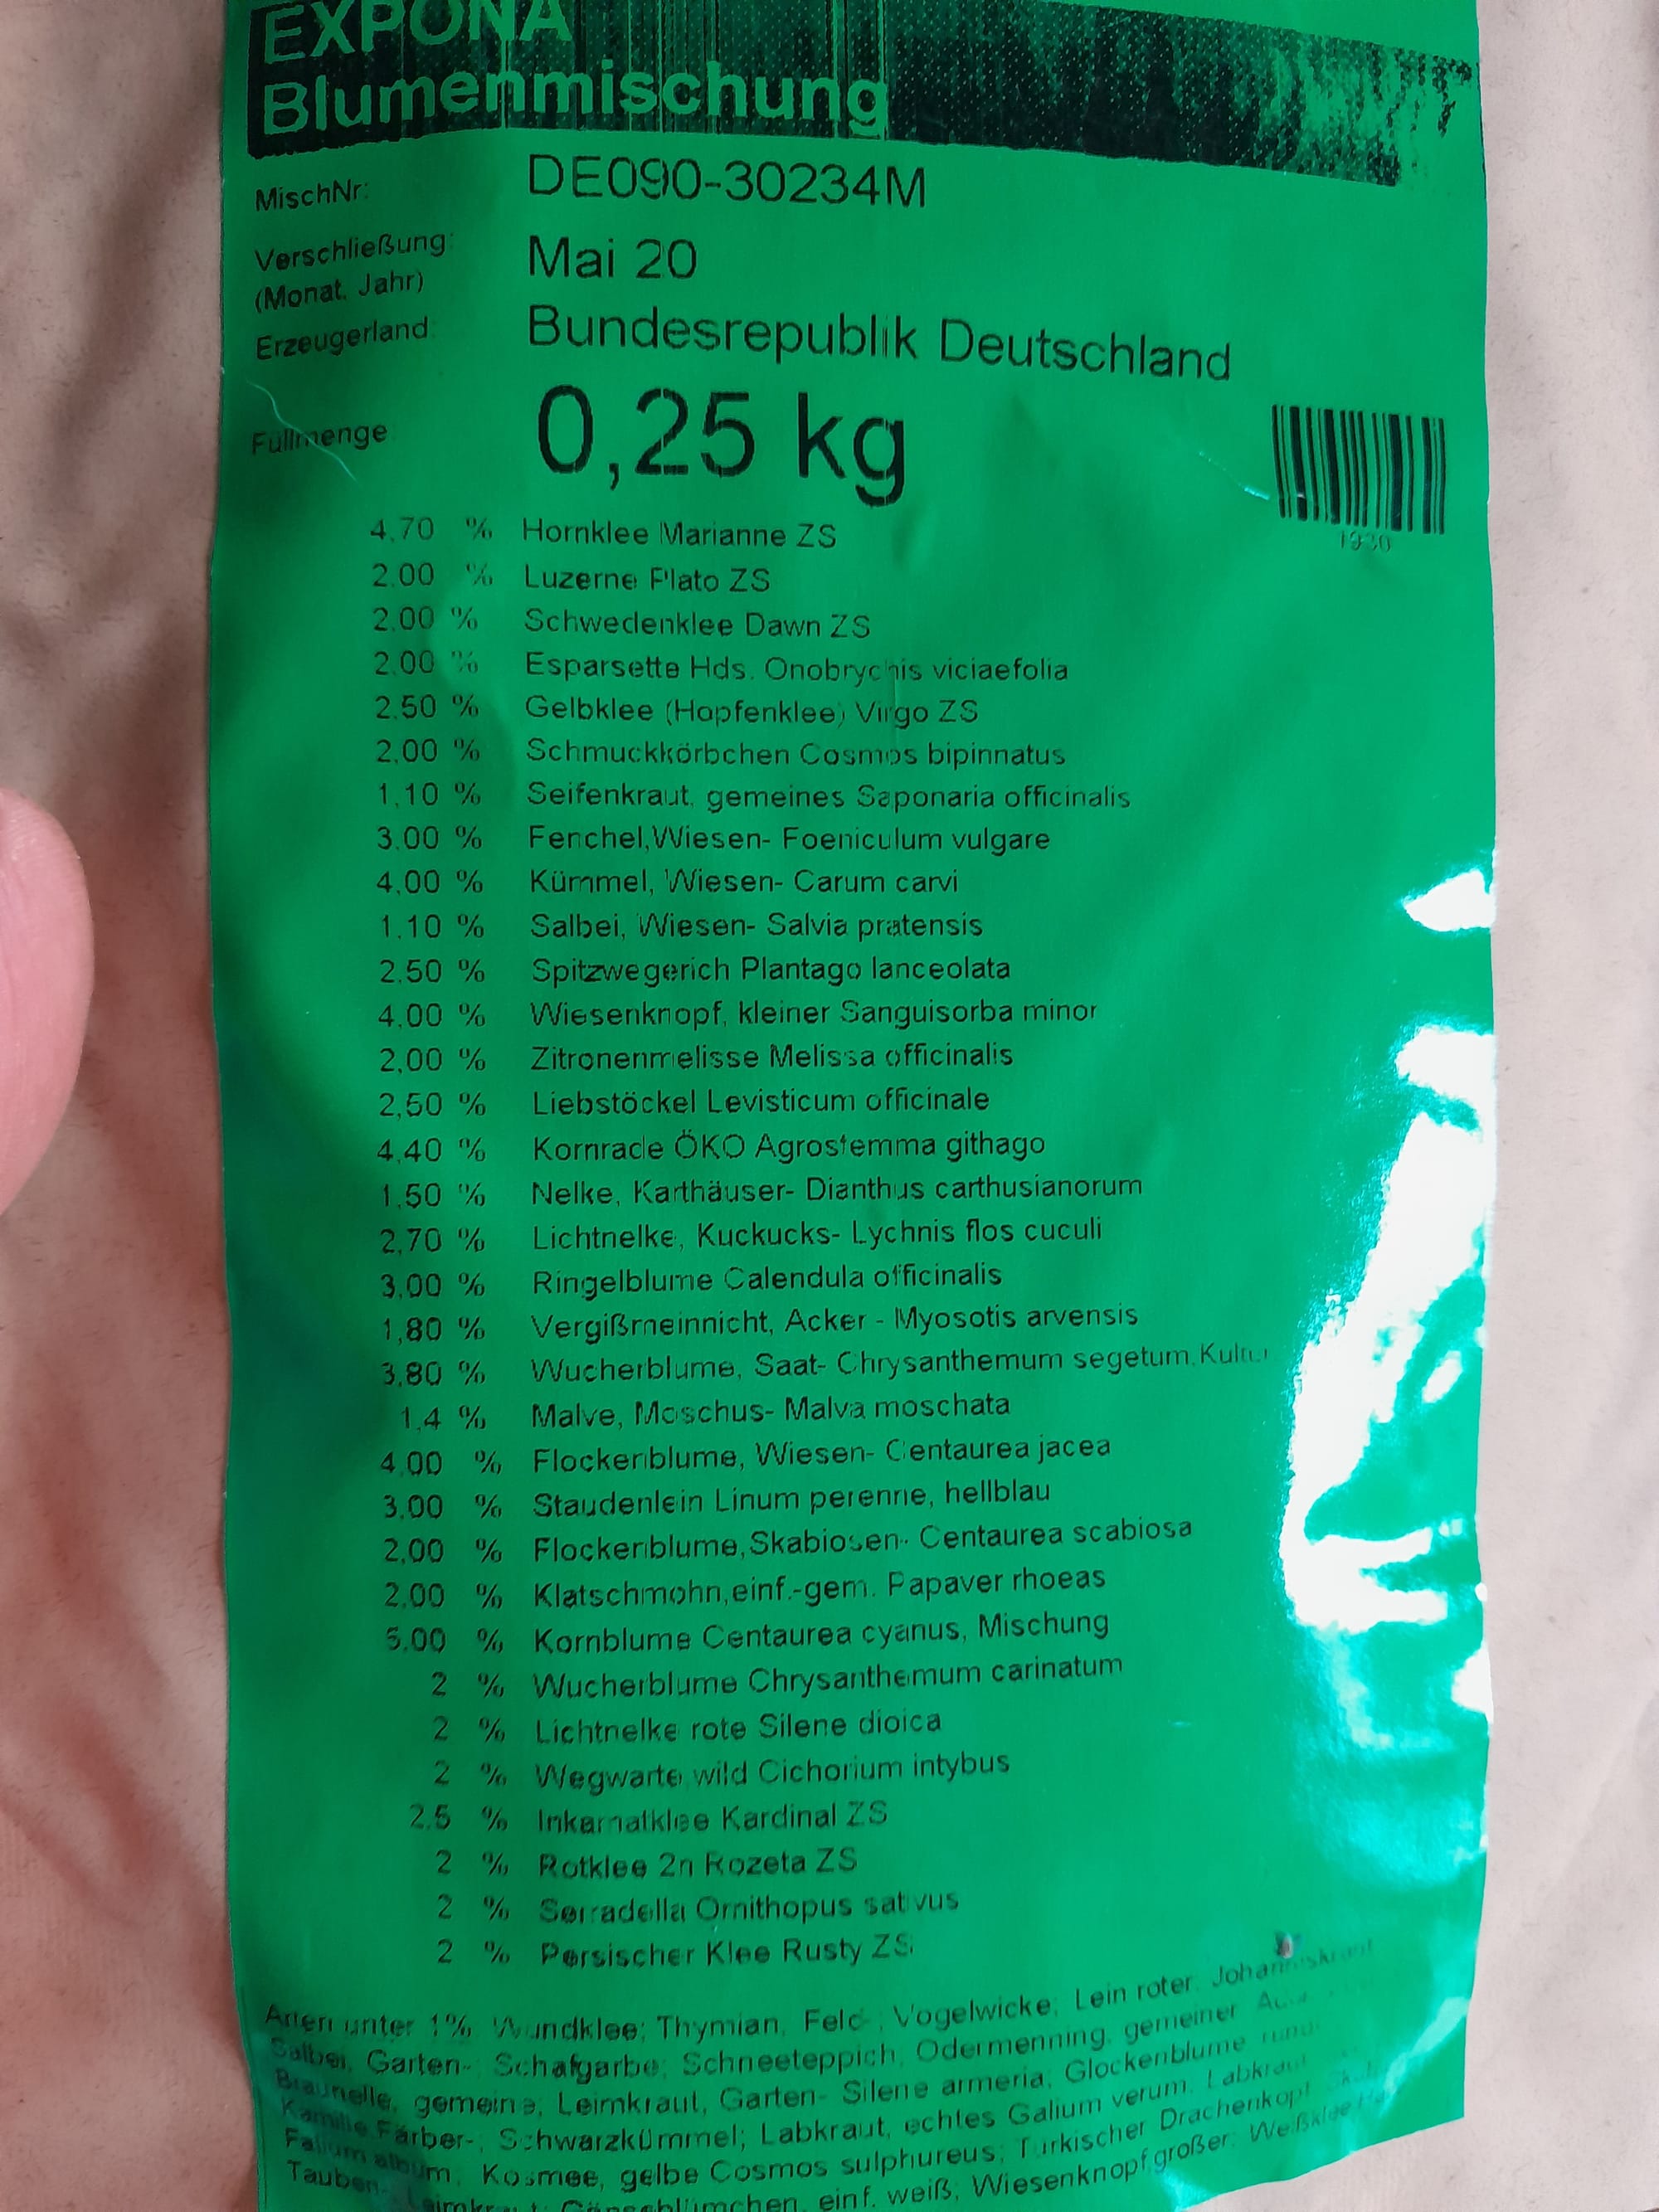 EXPONA
Blumenmischung
MischNr: DE090-30234M
Verschließung: Mai 20
(Monat, Jahr)
Erzeugerland: Bundesrepublik Deutschland
Füllmenge 0,25 kg
1930
4,70 % Hornklee Marianne ZS
2,00 % Luzerne Plato ZS
2,00 % Schwedenklee Dawn ZS
2,00 % Esparsette Hds. Onobrychis viciaefolia
2,50 % Gelbklee (Hopfenklee) Virgo ZS
2,00 % Schmuckkörbchen Cosmos bipinnatus
1,10 % Seifenkraut, gemeines Saponaria officinalis
3,00 % Fenchel,Wiesen- Foeniculum vulgare
4,00 % Kümmel, Wiesen- Carum carvi
1,10 % Salbei, Wiesen- Salvia pratensis
2,50 % Spitzwegerich Plantago lanceolata
4,00 % Wiesenknopf, kleiner Sanguisorba minor
2,00 % Zitronenmelisse Melissa officinalis
2,50 % Liebstöckel Levisticum officinale
4,40 % Kornrade ÖKO Agrostemma githago
1,50 % Nelke, Karthäuser- Dianthus carthusianorum
2,70 % Lichtnelke, Kuckucks- Lychnis flos cuculi
3,00 % Ringelblume Calendula officinalis
1,80 % Vergißmeinnicht, Acker - Myosotis arvensis
3,80 % Wucherblume, Saat- Chrysanthemum segetum,Kultur
1,4 % Malve, Moschus- Malva moschata
4,00 % Flockenblume, Wiesen- Centaurea jacea
3,00 % Staudenlein Linum perenne, hellblau
2,00 % Flockenblume,Skabiosen- Centaurea scabiosa
2,00 % Klatschmohn,einf.-gem. Papaver rhoeas
5,00 % Kornblume Centaurea cyanus, Mischung
2 % Wucherblume Chrysanthemum carinatum
2 % Lichtnelke rote Silene dioica
2 % Wegwarte wild Cichorium intybus
2,5 % Inkarnatklee Kardinal ZS
2 % Rotklee 2n Rozeta ZS
2 % Serradella Ornithopus sativus
2 % Persischer Klee Rusty ZS
Arten unter 1% Wundklee; Thymian, Feld-; Vogelwicke; Lein roter; Johanniskraut
Salbei, Garten-; Schafgarbe; Schneeteppich; Odermenning, gemeiner
Braunelle, gemeine; Leimkraut, Garten- Silene armeria; Glockenblume
Kamille,Färber-; Schwarzkümmel; Labkraut, echtes Galium verum; Labkraut
Galium album; Kosmee, gelbe Cosmos sulphureus; Türkischer Drachenkopf
Tauben- Leimkraut; Gänseblümchen, einf. weiß; Wiesenknopf,großer; Weißklee